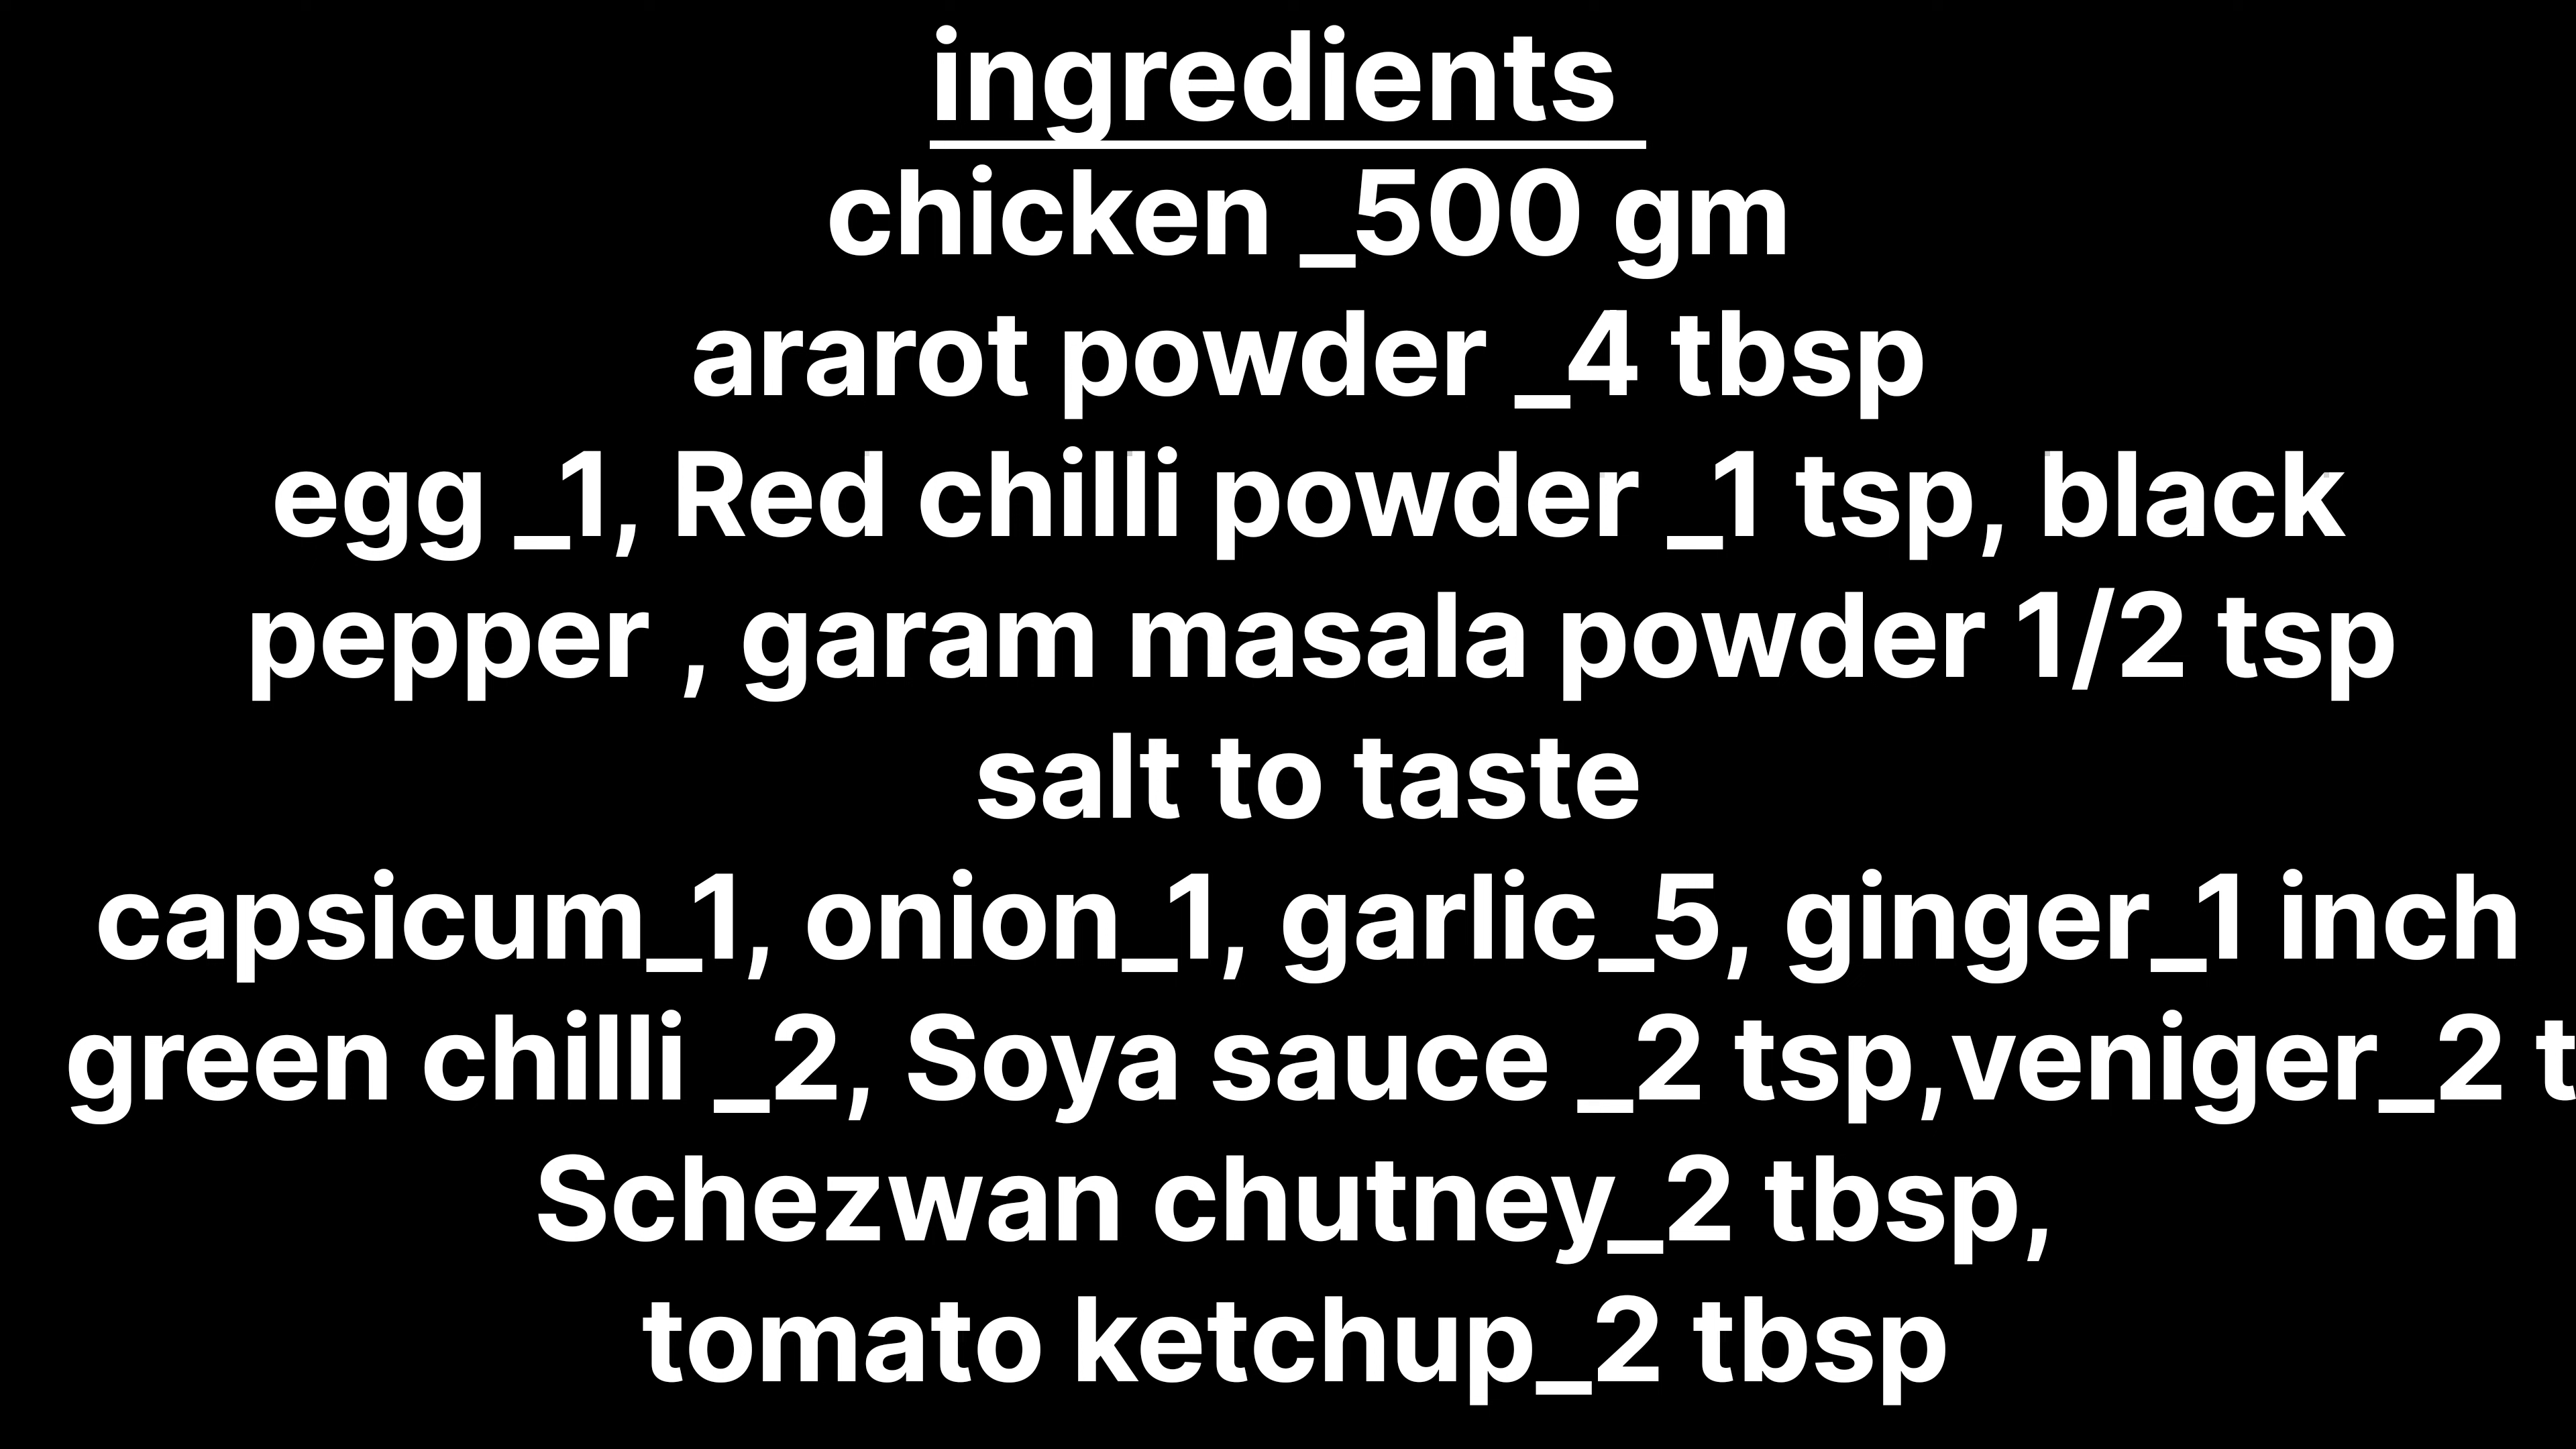 ingredients
chicken _500 gm
ararot powder _4 tbsp
egg _1, Red chilli powder _1 tsp, black
pepper , garam masala powder 1/2 tsp
salt to taste
capsicum_1, onion_1, garlic_5, ginger_1 inch
green chilli _2, Soya sauce _2 tsp,veniger_2 t
Schezwan chutney_2 tbsp,
tomato ketchup_2 tbsp